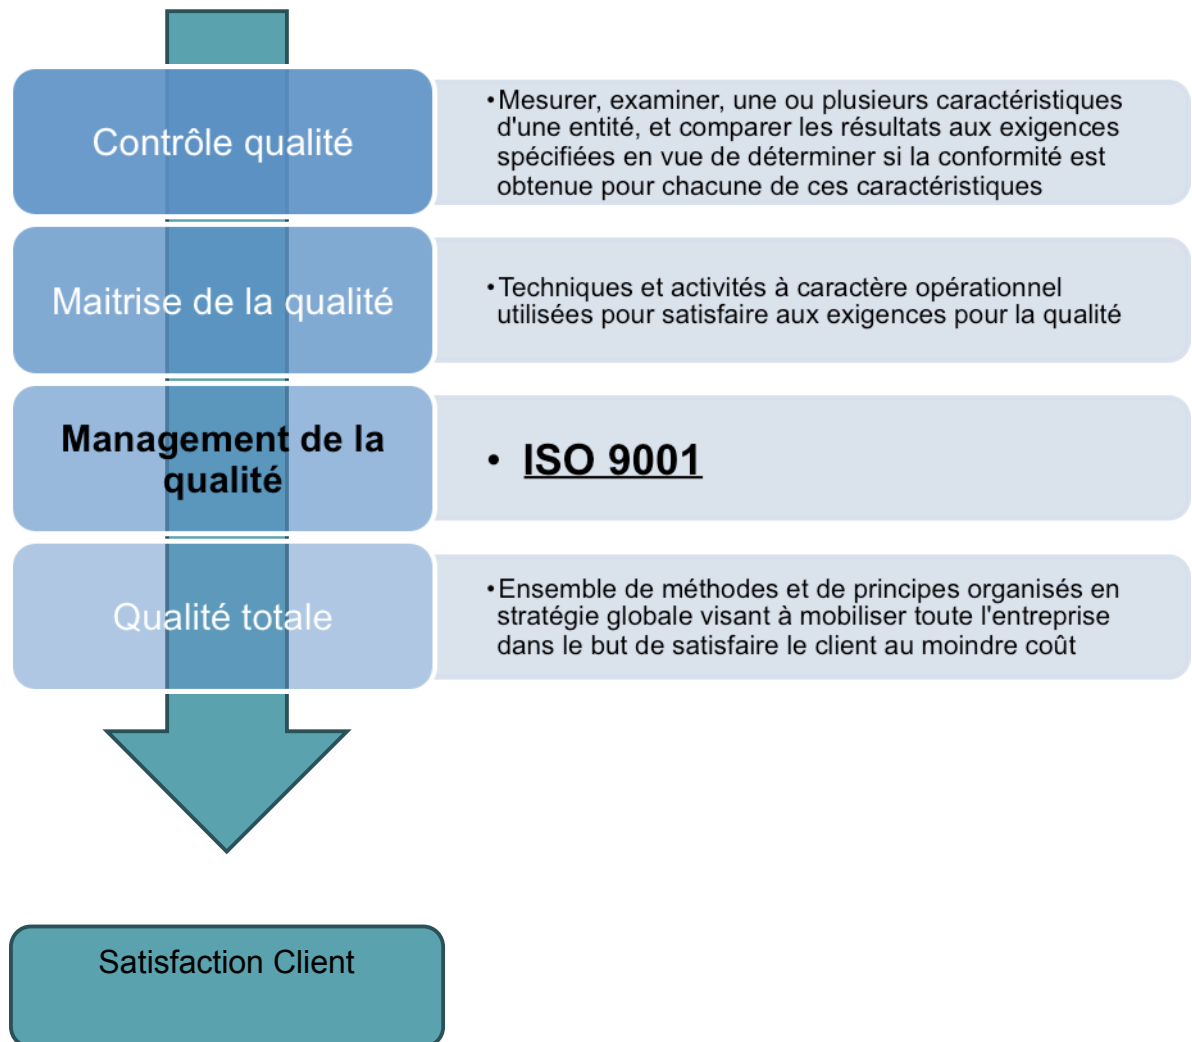 Contrôle qualité
•Mesurer, examiner, une ou plusieurs caractéristiques
d'une entité, et comparer les résultats aux exigences
spécifiées en vue de déterminer si la conformité est
obtenue pour chacune de ces caractéristiques
Maitrise de la qualité
•Techniques et activités à caractère opérationnel
utilisées pour satisfaire aux exigences pour la qualité
Management de la
qualité
• ISO 9001
Qualité totale
•Ensemble de méthodes et de principes organisés en
stratégie globale visant à mobiliser toute l'entreprise
dans le but de satisfaire le client au moindre coût
Satisfaction Client